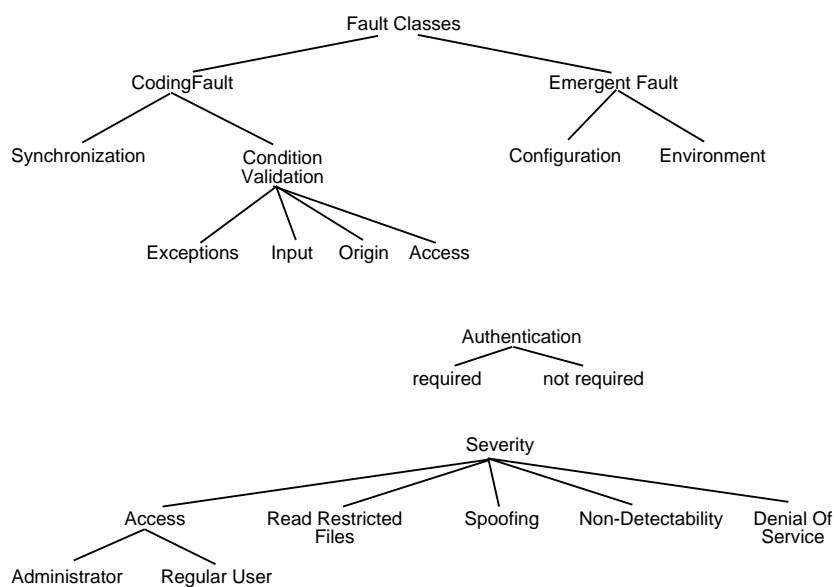 Fault Classes
CodingFault
Emergent Fault
Synchronization
Condition
Validation
Configuration
Environment
Exceptions
Input
Origin
Access
Authentication
required
not required
Severity
Access
Read Restricted
Files
Spoofing
Non-Detectability
Denial Of
Service
Administrator
Regular User